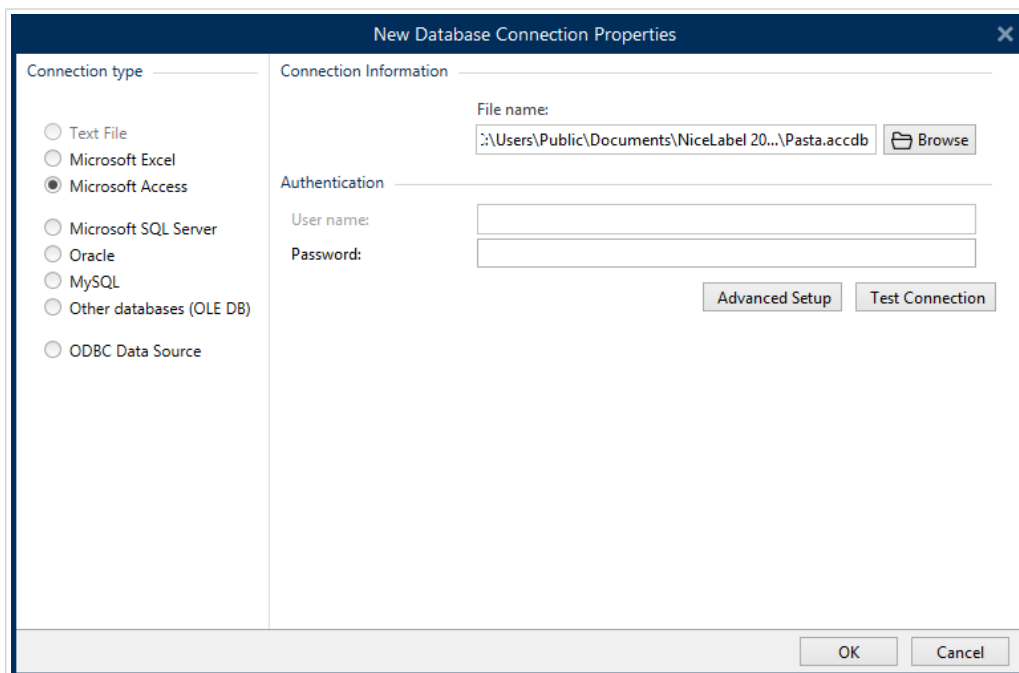 New Database Connection Properties
Connection type
Text File
Microsoft Excel
Microsoft Access
Microsoft SQL Server
Oracle
MySQL
Other databases (OLE DB)
ODBC Data Source
Connection Information
File name:
:\Users\Public\Documents\NiceLabel 20...\Pasta.accdb Browse
Authentication
User name:
Password:
Advanced Setup Test Connection
OK Cancel